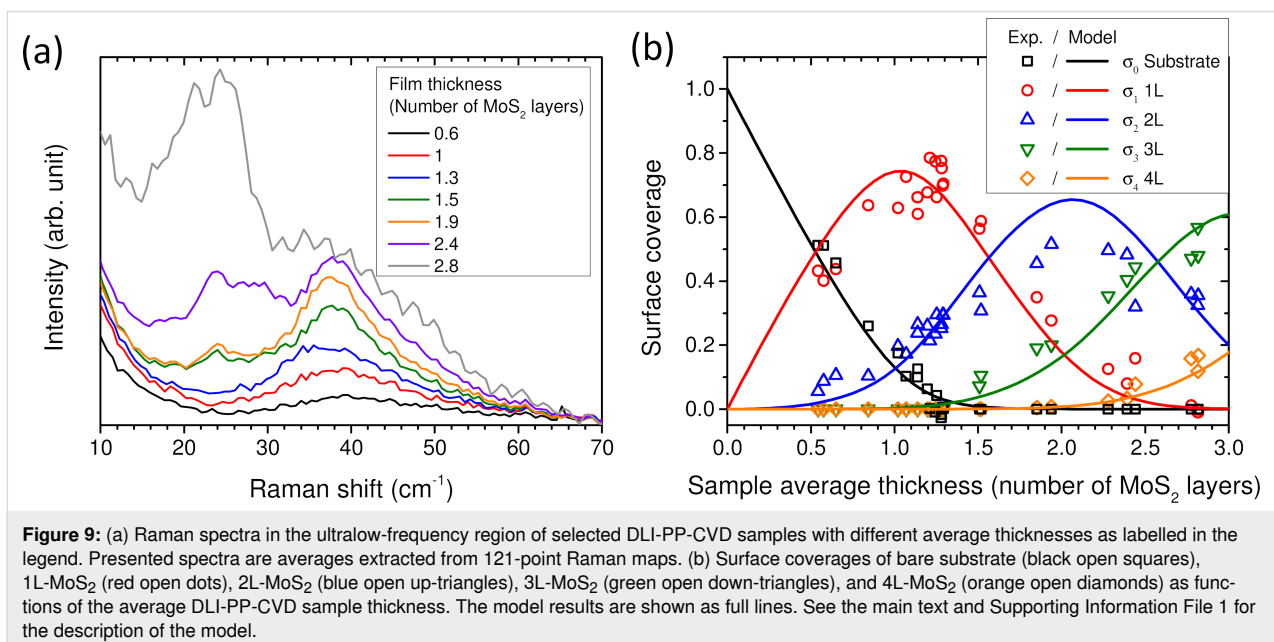 (a)
Intensity (arb. unit)
Film thickness
(Number of MoS₂ layers)
0.6
1
1.3
1.5
1.9
2.4
2.8
10 20 30 40 50 60 70
Raman shift (cm⁻¹)
(b)
Surface coverage
1.0
0.8
0.6
0.4
0.2
0.0
Exp. / Model
/ σ₀ Substrate
/ σ₁ 1L
/ σ₂ 2L
/ σ₃ 3L
/ σ₄ 4L
0.0 0.5 1.0 1.5 2.0 2.5 3.0
Sample average thickness (number of MoS₂ layers)
Figure 9: (a) Raman spectra in the ultralow-frequency region of selected DLI-PP-CVD samples with different average thicknesses as labelled in the
legend. Presented spectra are averages extracted from 121-point Raman maps. (b) Surface coverages of bare substrate (black open squares),
1L-MoS₂ (red open dots), 2L-MoS₂ (blue open up-triangles), 3L-MoS₂ (green open down-triangles), and 4L-MoS₂ (orange open diamonds) as func-
tions of the average DLI-PP-CVD sample thickness. The model results are shown as full lines. See the main text and Supporting Information File 1 for
the description of the model.